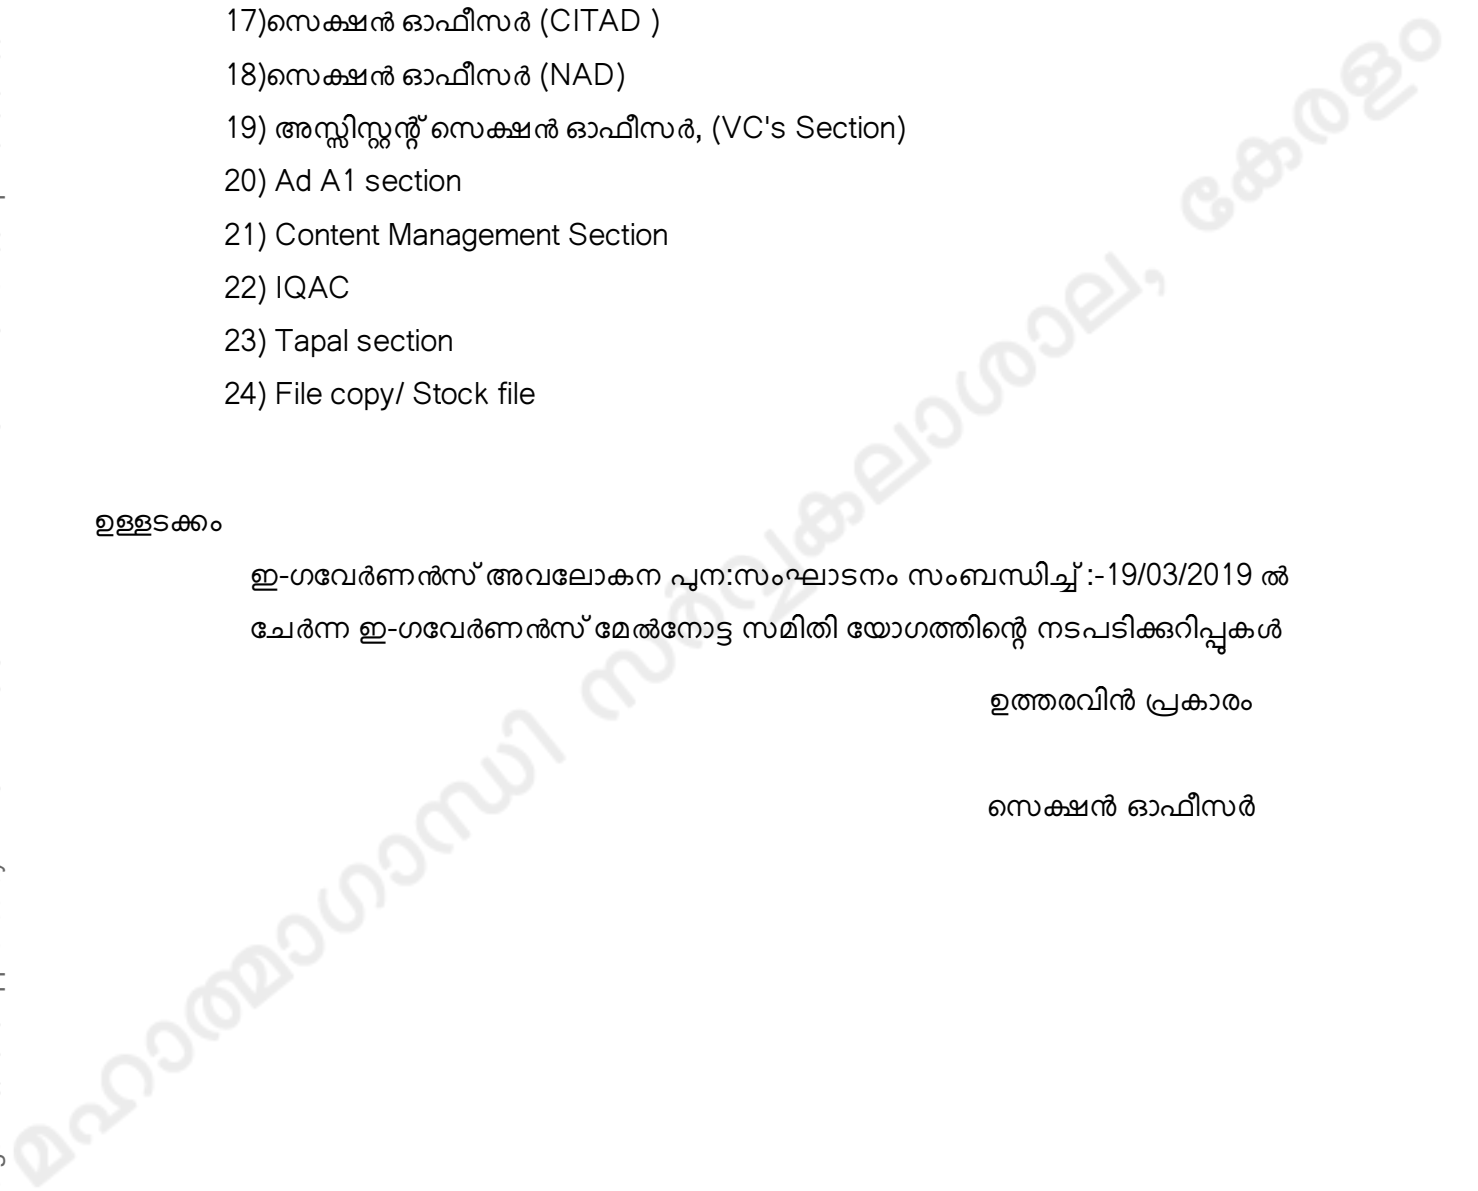 17)സെക്ഷൻ ഓഫീസർ (CITAD )
18)സെക്ഷൻ ഓഫീസർ (NAD)
19) അസ്സിസ്റ്റന്റ് സെക്ഷൻ ഓഫീസർ, (VC's Section)
20) Ad A1 section
21) Content Management Section
22) IQAC
23) Tapal section
24) File copy/ Stock file
ഉള്ളടക്കം
ഇ-ഗവേർണൻസ് അവലോകന പുന:സംഘാടനം സംബന്ധിച്ച് :-19/03/2019 ൽ
ചേർന്ന ഇ-ഗവേർണൻസ് മേൽനോട്ട സമിതി യോഗത്തിന്റെ നടപടിക്കുറിപ്പുകൾ
ഉത്തരവിൻ പ്രകാരം
സെക്ഷൻ ഓഫീസർ
മഹാത്മാഗാന്ധി സർവ്വകലാശാല, കേരളം